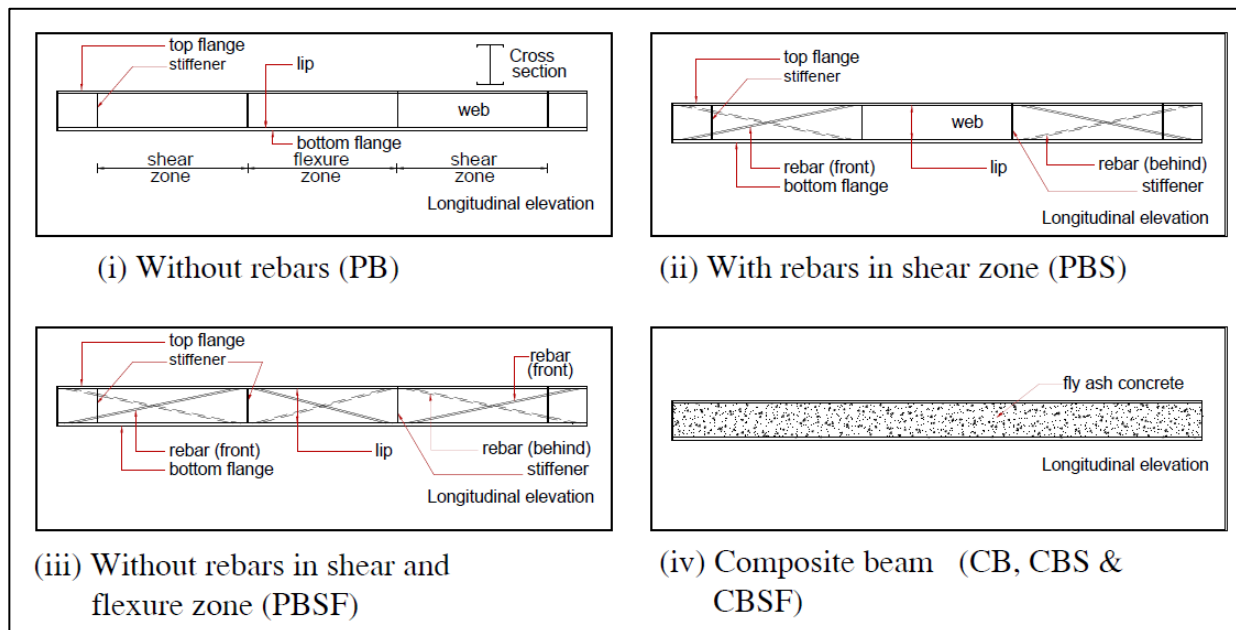 top flange
stiffener
lip
Cross
section
web
bottom flange
shear
zone
flexure
zone
shear
zone
Longitudinal elevation
(i) Without rebars (PB)
top flange
stiffener
web
rebar (front)
bottom flange
lip
rebar (behind)
stiffener
Longitudinal elevation
(ii) With rebars in shear zone (PBS)
top flange
stiffener
rebar
(front)
rebar (front)
bottom flange
lip
rebar (behind)
stiffener
Longitudinal elevation
(iii) Without rebars in shear and
flexure zone (PBSF)
fly ash concrete
Longitudinal elevation
(iv) Composite beam (CB, CBS &
CBSF)